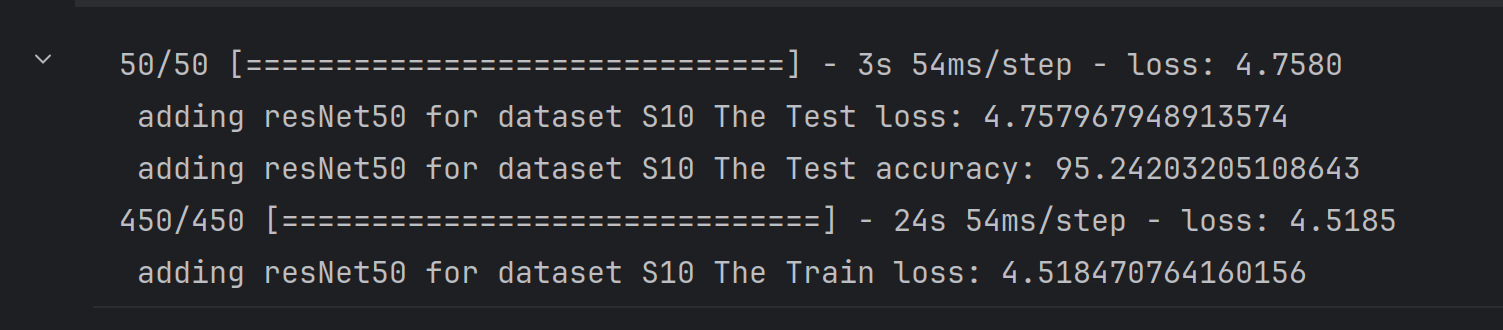 50/50 [==============================] - 3s 54ms/step - loss: 4.7580
adding resNet50 for dataset S10 The Test loss: 4.757967948913574
adding resNet50 for dataset S10 The Test accuracy: 95.24203205108643
450/450 [==============================] - 24s 54ms/step - loss: 4.5185
adding resNet50 for dataset S10 The Train loss: 4.518470764160156